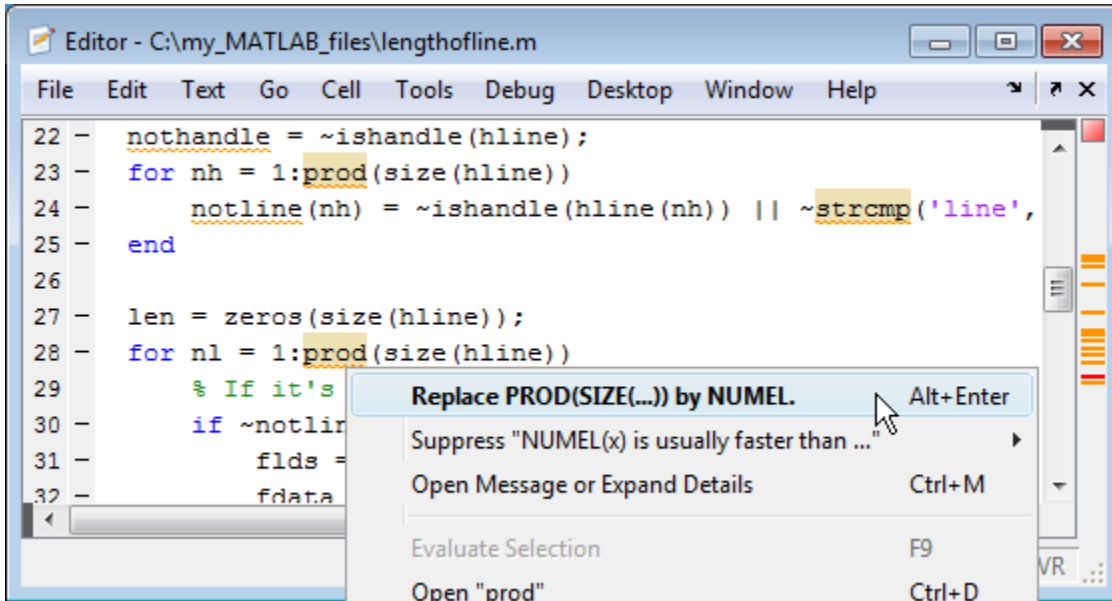 Editor - C:\my_MATLAB_files\lengthofline.m
File Edit Text Go Cell Tools Debug Desktop Window Help
22 – nothandle = ~ishandle(hline);
23 – for nh = 1:prod(size(hline))
24 – notline(nh) = ~ishandle(hline(nh)) || ~strcmp('line',
25 – end
26
27 – len = zeros(size(hline));
28 – for nl = 1:prod(size(hline))
29 % If it's
30 – if ~notlin
31 – flds =
32 – fdata
Replace PROD(SIZE(...)) by NUMEL. Alt+Enter
Suppress "NUMEL(x) is usually faster than ..."
Open Message or Expand Details Ctrl+M
Evaluate Selection F9
Open "prod" Ctrl+D
VR